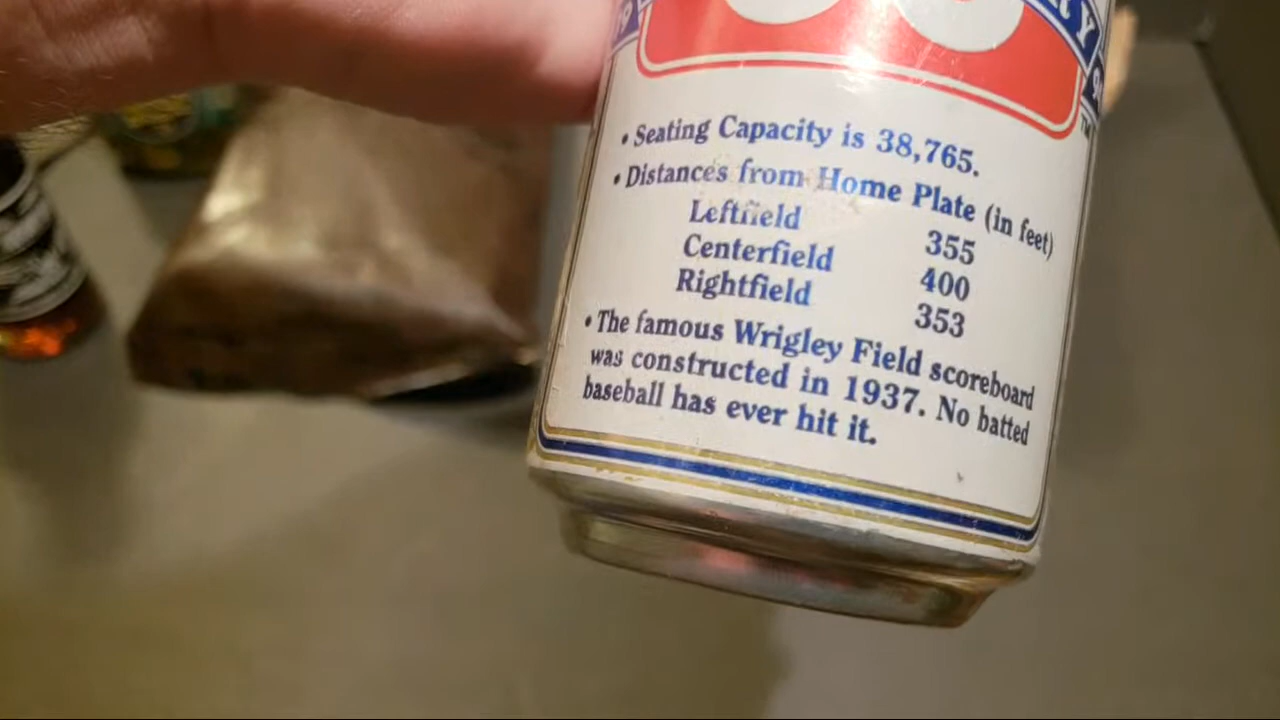 • Seating Capacity is 38,765.
• Distances from Home Plate (in feet)
Leftfield 355
Centerfield 400
Rightfield 353
• The famous Wrigley Field scoreboard
was constructed in 1937. No batted
baseball has ever hit it.
TM